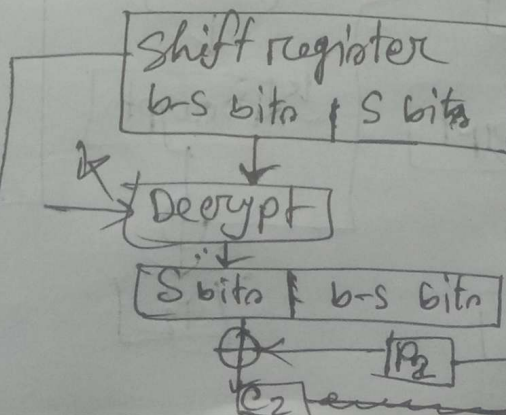 Shift register
b-s bits | S bits
K
Decrypt
S bits | b-s bits
P2
C2